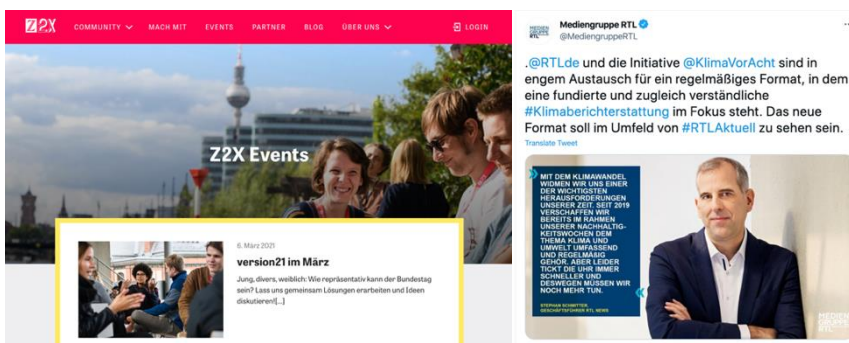 Z2X
COMMUNITY MACH MIT EVENTS PARTNER BLOG ÜBER UNS LOGIN
Z2X Events
6. März 2021
version21 im März
Jung, divers, weiblich: Wie repräsentativ kann der Bundestag
sein? Lass uns gemeinsam Lösungen erarbeiten und Ideen
diskutieren![...]
MEDIEN
GRUPPE
RTL
Mediengruppe RTL
@MediengruppeRTL
.@RTLde und die Initiative @KlimaVorAcht sind in
engem Austausch für ein regelmäßiges Format, in dem
eine fundierte und zugleich verständliche
#Klimaberichterstattung im Fokus steht. Das neue
Format soll im Umfeld von #RTLAktuell zu sehen sein.
Translate Tweet
MIT DEM KLIMAWANDEL
WIDMEN WIR UNS EINER
DER WICHTIGSTEN
HERAUSFORDERUNGEN
UNSERER ZEIT. SEIT 2019
VERSCHAFFEN WIR
BEREITS IM RAHMEN
UNSERER NACHHALTIG-
KEITSWOCHEN DEM
THEMA KLIMA UND
UMWELT UMFASSEND
UND REGELMÄSSIG
GEHÖR. ABER LEIDER
TICKT DIE UHR IMMER
SCHNELLER UND
DESWEGEN MÜSSEN WIR
NOCH MEHR TUN.
STEPHAN SCHMITTER,
GESCHÄFTSFÜHRER RTL NEWS
MEDIEN
GRUPPE
RTL